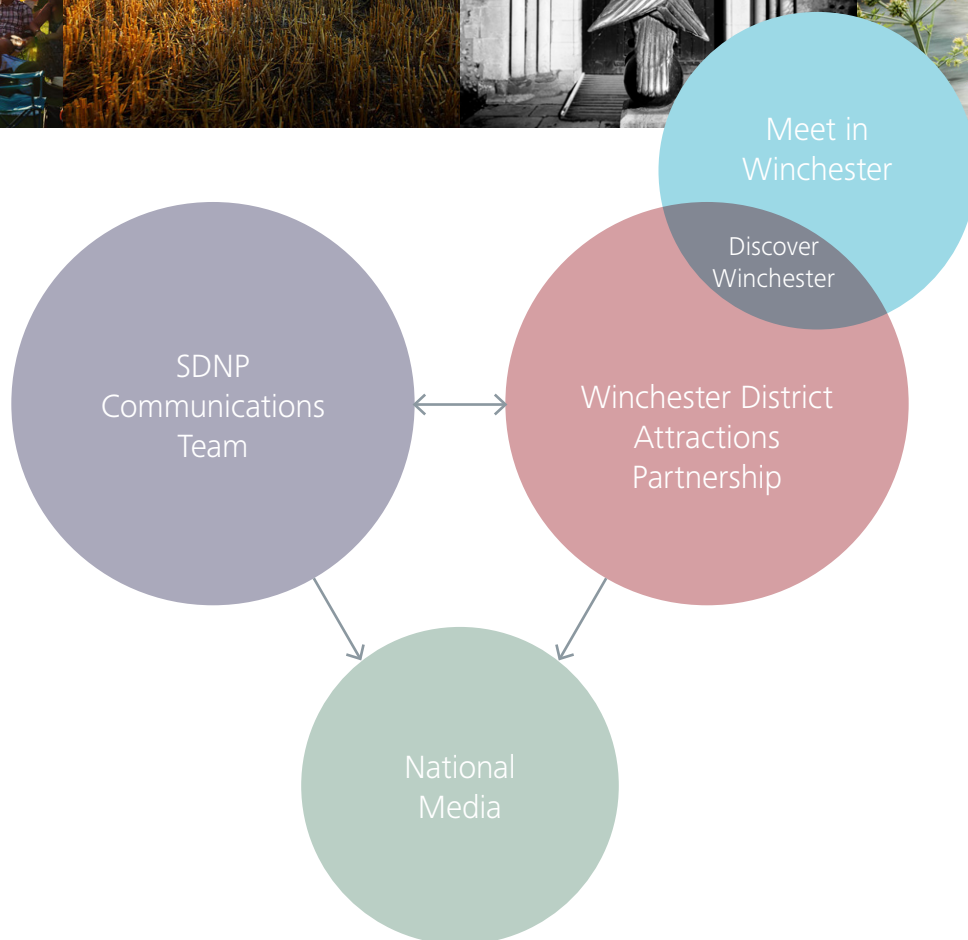 Meet in
Winchester
Discover
Winchester
SDNP
Communications
Team
Winchester District
Attractions
Partnership
National
Media